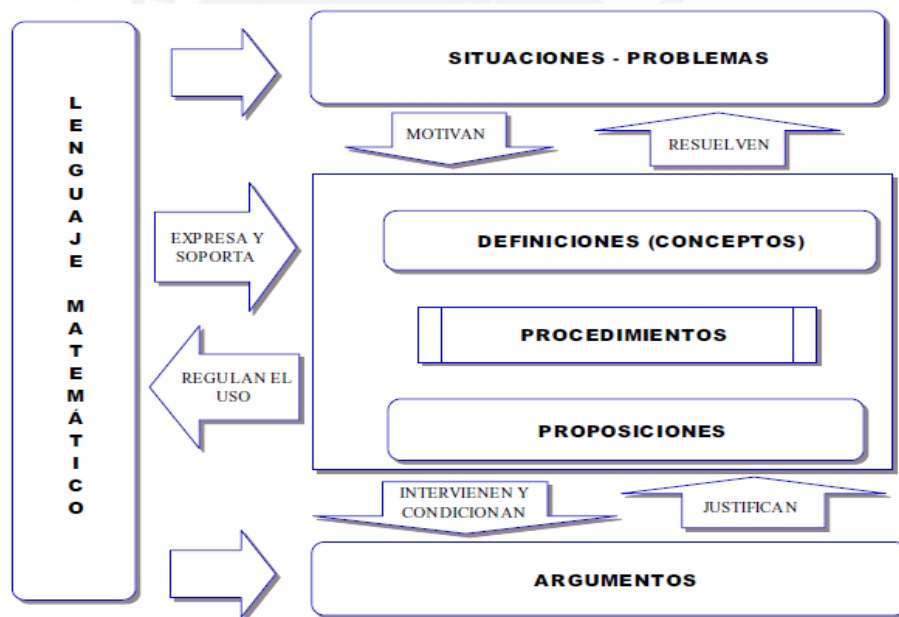 LENGUAJE MATEMÁTICO
SITUACIONES - PROBLEMAS
MOTIVAN
RESUELVEN
EXPRESA Y
SOPORTA
DEFINICIONES (CONCEPTOS)
PROCEDIMIENTOS
REGULAN EL
USO
PROPOSICIONES
INTERVIENEN Y
CONDICIONAN
JUSTIFICAN
ARGUMENTOS